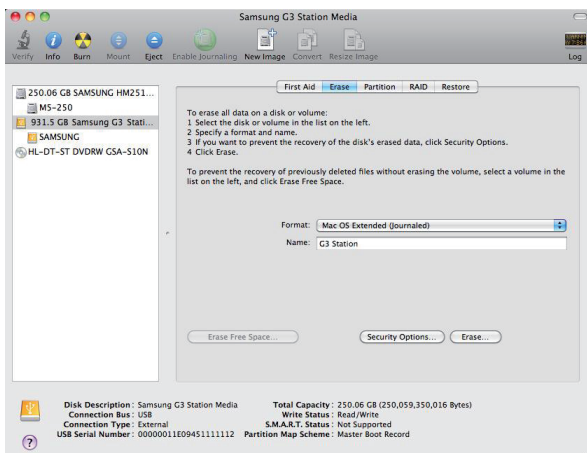 Samsung G3 Station Media
Verify Info Burn Mount Eject Enable Journaling New Image Convert Resize Image Log
First Aid Erase Partition RAID Restore
250.06 GB SAMSUNG HM251...
MS-250
931.5 GB Samsung G3 Stati...
SAMSUNG
HL-DT-ST DVDRW GSA-S10N
To erase all data on a disk or volume:
1 Select the disk or volume in the list on the left.
2 Specify a format and name.
3 If you want to prevent the recovery of the disk's erased data, click Security Options.
4 Click Erase.
To prevent the recovery of previously deleted files without erasing the volume, select a volume in the
list on the left, and click Erase Free Space.
Format: Mac OS Extended (Journaled)
Name: G3 Station
Erase Free Space... Security Options... Erase...
Disk Description : Samsung G3 Station Media Total Capacity : 250.06 GB (250,059,350,016 Bytes)
Connection Bus : USB Write Status : Read/Write
Connection Type : External S.M.A.R.T. Status : Not Supported
USB Serial Number : 00000011E09451111112 Partition Map Scheme : Master Boot Record
?